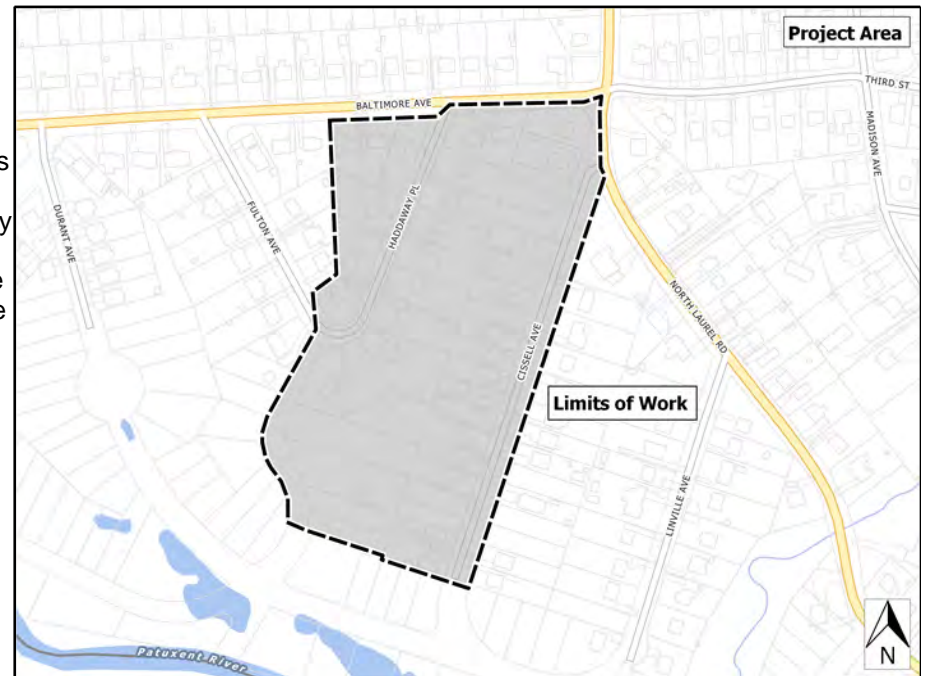 s
y
e
e
Project Area
THIRD ST
BALTIMORE AVE
MADISON AVE
HADDAWAY PL
DURANT AVE
FULTON AVE
NORTH LAUREL RD
CISSELL AVE
Limits of Work
LINVILLE AVE
Patuxent River
N